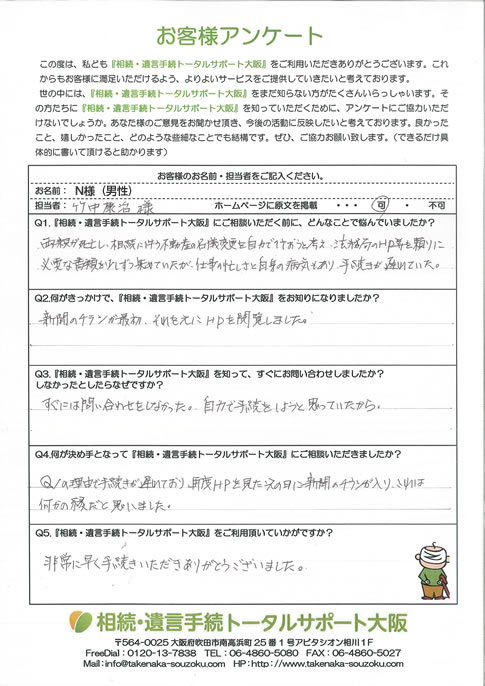 お客様アンケート
この度は、私ども『相続・遺言手続トータルサポート大阪』をご利用いただきありがとうございます。これ
からもお客様に満足いただけるよう、よりよいサービスをご提供していきたいと考えております。
世の中には、『相続・遺言手続トータルサポート大阪』をまだ知らない方がたくさんいらっしゃいます。そ
の方たちに『相続・遺言手続トータルサポート大阪』を知っていただくために、アンケートにご協力いただ
けないでしょうか。あなた様のご意見をお聞かせ頂き、今後の活動に反映したいと考えております。良かった
こと、嬉しかったこと、どのような些細なことでも結構です。ぜひ、ご協力お願い致します。（できるだけ具
体的に書いて頂けると助かります）
お客様のお名前・担当者をご記入ください。
お名前： N様（男性）
担当者：竹中康治様 ホームページに原文を掲載 ・・・ 可 ・ 不可
Q1.『相続・遺言手続トータルサポート大阪』にご相談いただく前に、どんなことで悩んでいましたか？
両親が死亡し、相続に伴う不動産の名義変更を自力で行おうと考え、法務局のHP等を頼りに
必要な書類を少しずつ集めていたが、仕事の忙しさと自身の病気もあり、手続きが遅れていた。
Q2.何がきっかけで、『相続・遺言手続トータルサポート大阪』をお知りになりましたか？
新聞のチラシが最初、それを元にHPを閲覧しました。
Q3.『相続・遺言手続トータルサポート大阪』を知って、すぐにお問い合わせしましたか？
しなかったとしたらなぜですか？
すぐには問い合わせをしなかった。自力で手続をしようと思っていたから。
Q4.何が決め手となって『相続・遺言手続トータルサポート大阪』にご相談いただきましたか？
Q1の理由で手続きが遅れており、再度HPを見た次の日に新聞のチラシが入り、これは
何かの縁だと思いました。
Q5.『相続・遺言手続トータルサポート大阪』をご利用頂いていかがですか？
非常に早く手続きいただきありがとうございました。
相続・遺言手続トータルサポート大阪
〒564-0025 大阪府吹田市南高浜町25番1号アピタシオン相川1F
FreeDial：0120-13-7838 TEL：06-4860-5080 FAX：06-4860-5027
Mail：info@takenaka-souzoku.com HP：http://www.takenaka-souzoku.com/